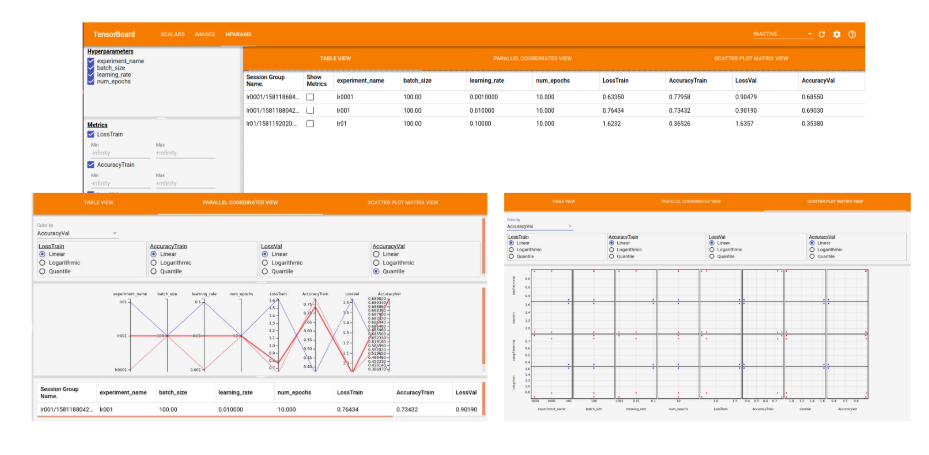 TensorBoard SCALARS IMAGES HPARAMS INACTIVE
Hyperparameters
experiment_name
batch_size
learning_rate
num_epochs
Metrics
LossTrain
Min Max
-infinity +infinity
AccuracyTrain
Min Max
-infinity +infinity
TABLE VIEW PARALLEL COORDINATES VIEW SCATTER PLOT MATRIX VIEW
Session Group Name. Show Metrics experiment_name batch_size learning_rate num_epochs LossTrain AccuracyTrain LossVal AccuracyVal
lr0001/158118684... lr0001 100.00 0.0010000 10.000 0.63350 0.77958 0.90479 0.68550
lr001/1581188042... lr001 100.00 0.010000 10.000 0.76434 0.73432 0.90190 0.69030
lr01/1581192020... lr01 100.00 0.10000 10.000 1.6232 0.36526 1.6357 0.35380
TABLE VIEW PARALLEL COORDINATES VIEW SCATTER PLOT MATRIX VIEW
Color by
AccuracyVal
LossTrain AccuracyTrain LossVal AccuracyVal
Linear Linear Linear Linear
Logarithmic Logarithmic Logarithmic Logarithmic
Quantile Quantile Quantile Quantile
experiment_name batch_size learning_rate num_epochs LossTrain AccuracyTrain LossVal AccuracyVal
Session Group Name. experiment_name batch_size learning_rate num_epochs LossTrain AccuracyTrain LossVal
lr001/1581188042... lr001 100.00 0.010000 10.000 0.76434 0.73432 0.90190
TABLE VIEW PARALLEL COORDINATES VIEW SCATTER PLOT MATRIX VIEW
Color by
AccuracyVal
LossTrain AccuracyTrain LossVal AccuracyVal
Linear Linear Linear Linear
Logarithmic Logarithmic Logarithmic Logarithmic
Quantile Quantile Quantile Quantile
experiment_name batch_size learning_rate num_epochs LossTrain AccuracyTrain LossVal AccuracyVal